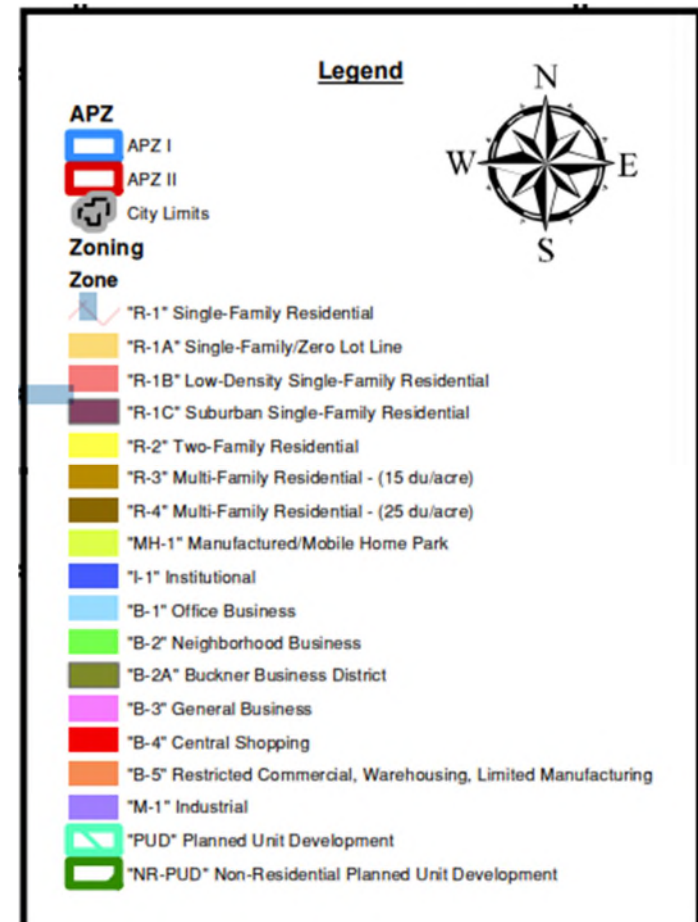 Legend
N
W
E
S
APZ
APZ I
APZ II
City Limits
Zoning
Zone
"R-1" Single-Family Residential
"R-1A" Single-Family/Zero Lot Line
"R-1B" Low-Density Single-Family Residential
"R-1C" Suburban Single-Family Residential
"R-2" Two-Family Residential
"R-3" Multi-Family Residential - (15 du/acre)
"R-4" Multi-Family Residential - (25 du/acre)
"MH-1" Manufactured/Mobile Home Park
"I-1" Institutional
"B-1" Office Business
"B-2" Neighborhood Business
"B-2A" Buckner Business District
"B-3" General Business
"B-4" Central Shopping
"B-5" Restricted Commercial, Warehousing, Limited Manufacturing
"M-1" Industrial
"PUD" Planned Unit Development
"NR-PUD" Non-Residential Planned Unit Development